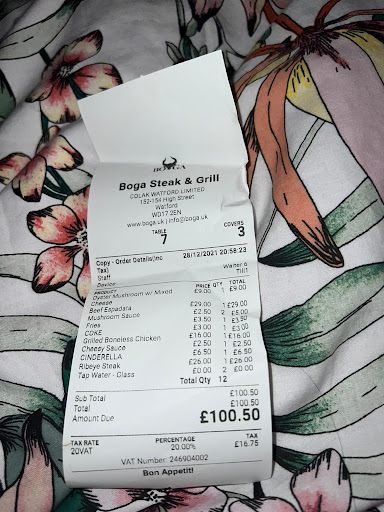 BOGA
Boga Steak & Grill
COLAK WATFORD LIMITED
152-154 High Street
Watford
WD17 2EN
www.boga.uk | info@boga.uk
TABLE COVERS
7 3
Copy - Order Details(Inc 28/12/2021 20:58:23
Tax)
Staff Waiter 6
Device Till1
PRODUCT PRICE QTY TOTAL
Oyster Mushroom w/ Mixed £9.00 1 £9.00
Cheese
Beef Espadata £29.00 1 £29.00
Mushroom Sauce £2.50 2 £5.00
Fries £3.50 1 £3.50
COKE £3.00 1 £3.00
Grilled Boneless Chicken £16.00 1 £16.00
Cheesy Sauce £2.50 1 £2.50
CINDERELLA £6.50 1 £6.50
Ribeye Steak £26.00 1 £26.00
Tap Water - Glass £0.00 2 £0.00
Total Qty 12
Sub Total £100.50
Total £100.50
Amount Due £100.50
TAX RATE PERCENTAGE TAX
20VAT 20.00% £16.75
VAT Number: 246904002
Bon Appetit!